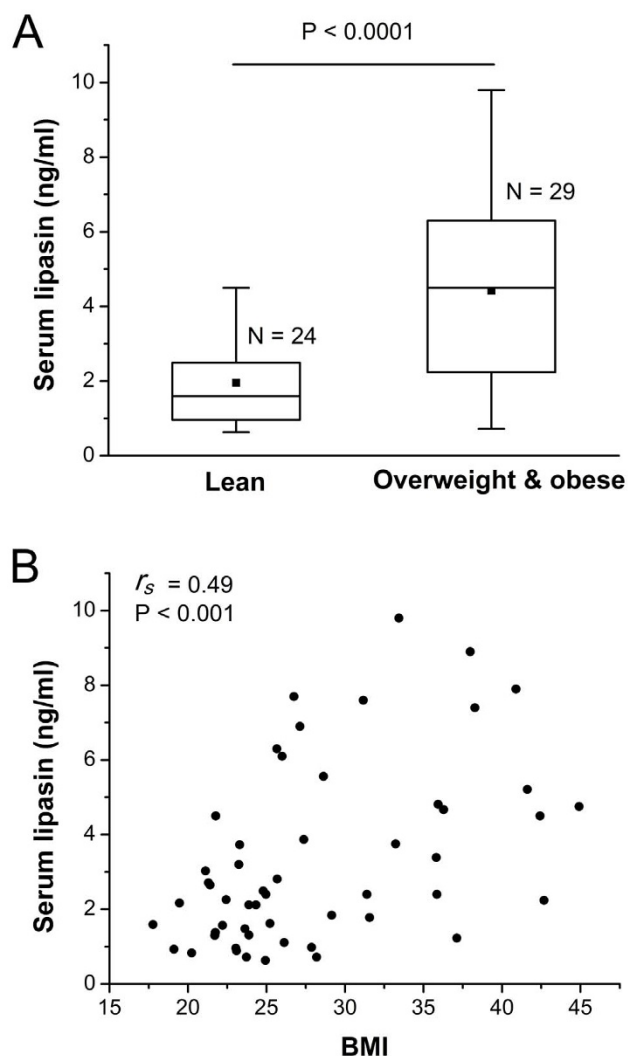 A
P < 0.0001
10
8
6
4
2
0
Serum lipasin (ng/ml)
N = 29
N = 24
Lean
Overweight & obese
B
rₛ = 0.49
P < 0.001
10
8
6
4
2
0
Serum lipasin (ng/ml)
15 20 25 30 35 40 45
BMI